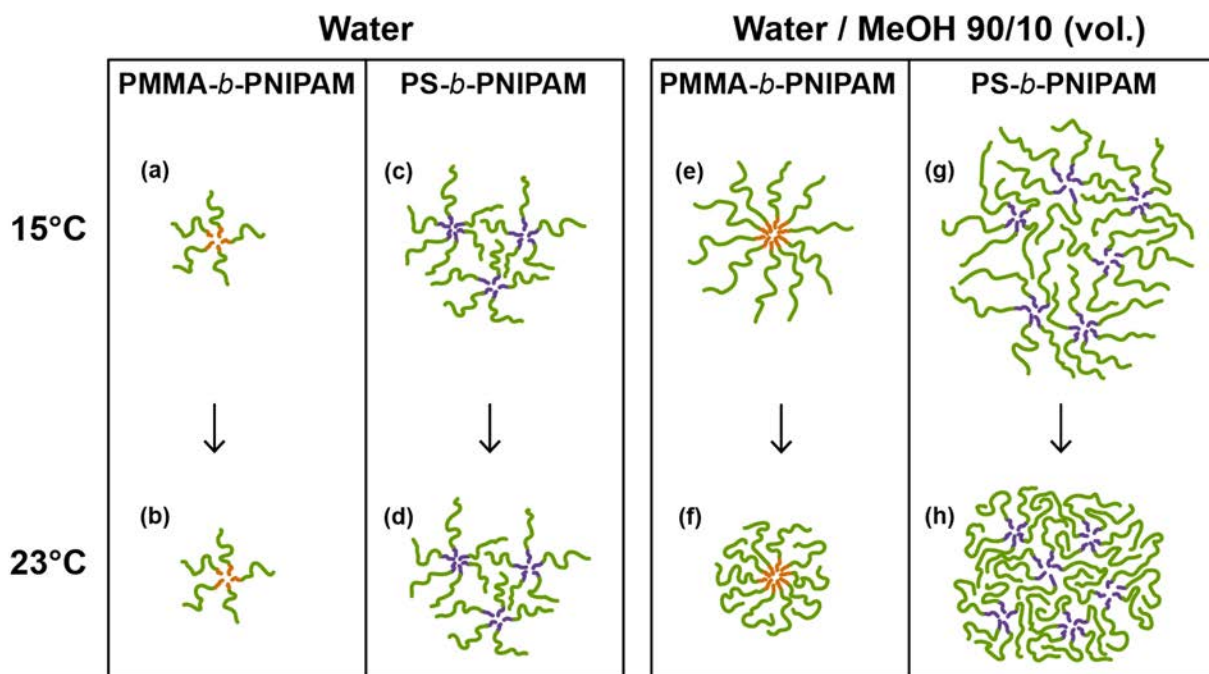 Water
Water / MeOH 90/10 (vol.)
PMMA-b-PNIPAM
PS-b-PNIPAM
PMMA-b-PNIPAM
PS-b-PNIPAM
(a)
(c)
(e)
(g)
15°C
(b)
(d)
(f)
(h)
23°C